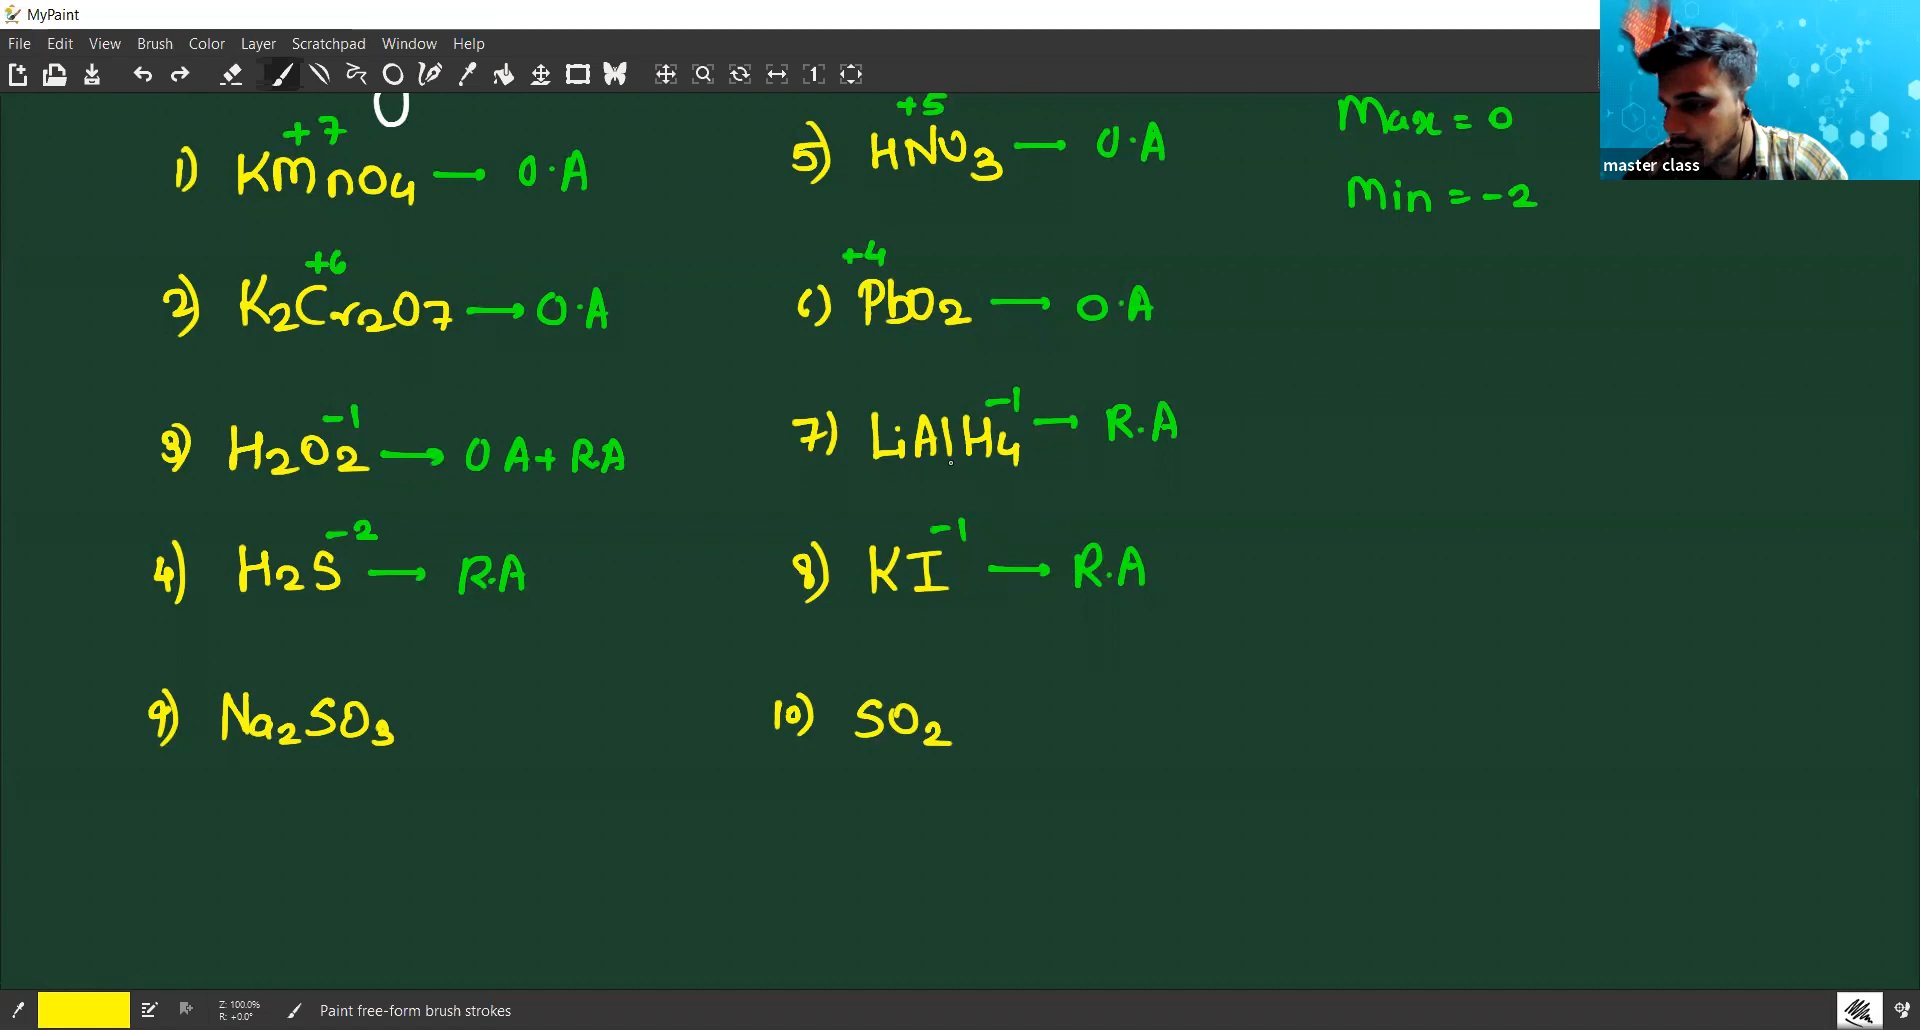 MyPaint
File Edit View Brush Color Layer Scratchpad Window Help
+7
1) KMnO4 → O.A
+5
5) HNO3 → O.A
Max = 0
Min = -2
master class
+6
2) K2Cr2O7 → O.A
+4
6) PbO2 → O.A
-1
3) H2O2 → O A + RA
-1
7) LiAlH4 → R.A
-2
4) H2S → R.A
-1
8) KI → R.A
9) Na2SO3
10) SO2
Z: 100.0%
R: +0.0°
Paint free-form brush strokes